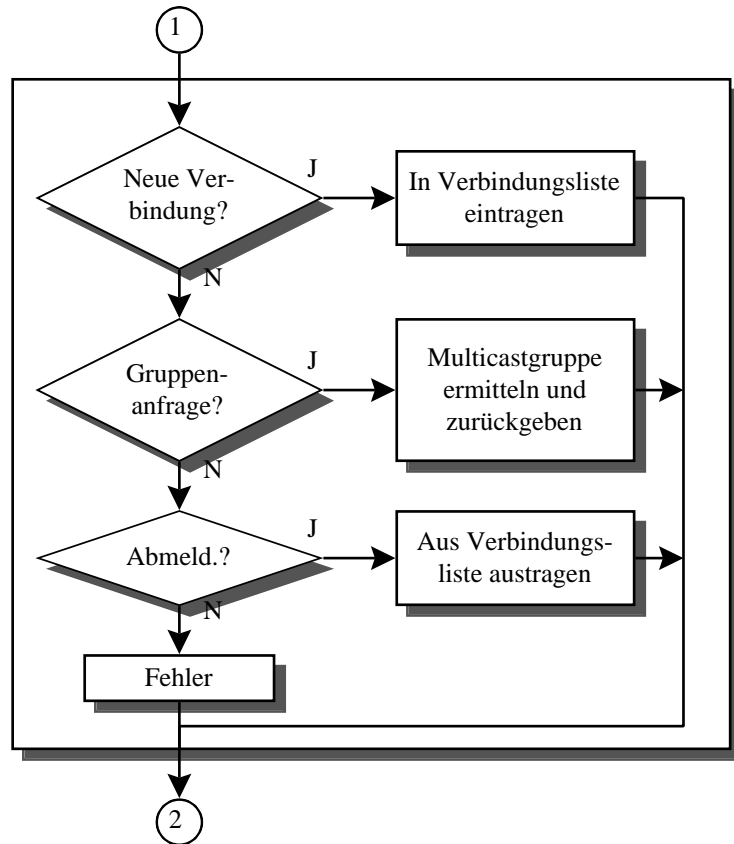 1
Neue Ver-
bindung?
J
In Verbindungsliste
eintragen
N
Gruppen-
anfrage?
J
Multicastgruppe
ermitteln und
zurückgeben
N
Abmeld.?
J
Aus Verbindungs-
liste austragen
N
Fehler
2